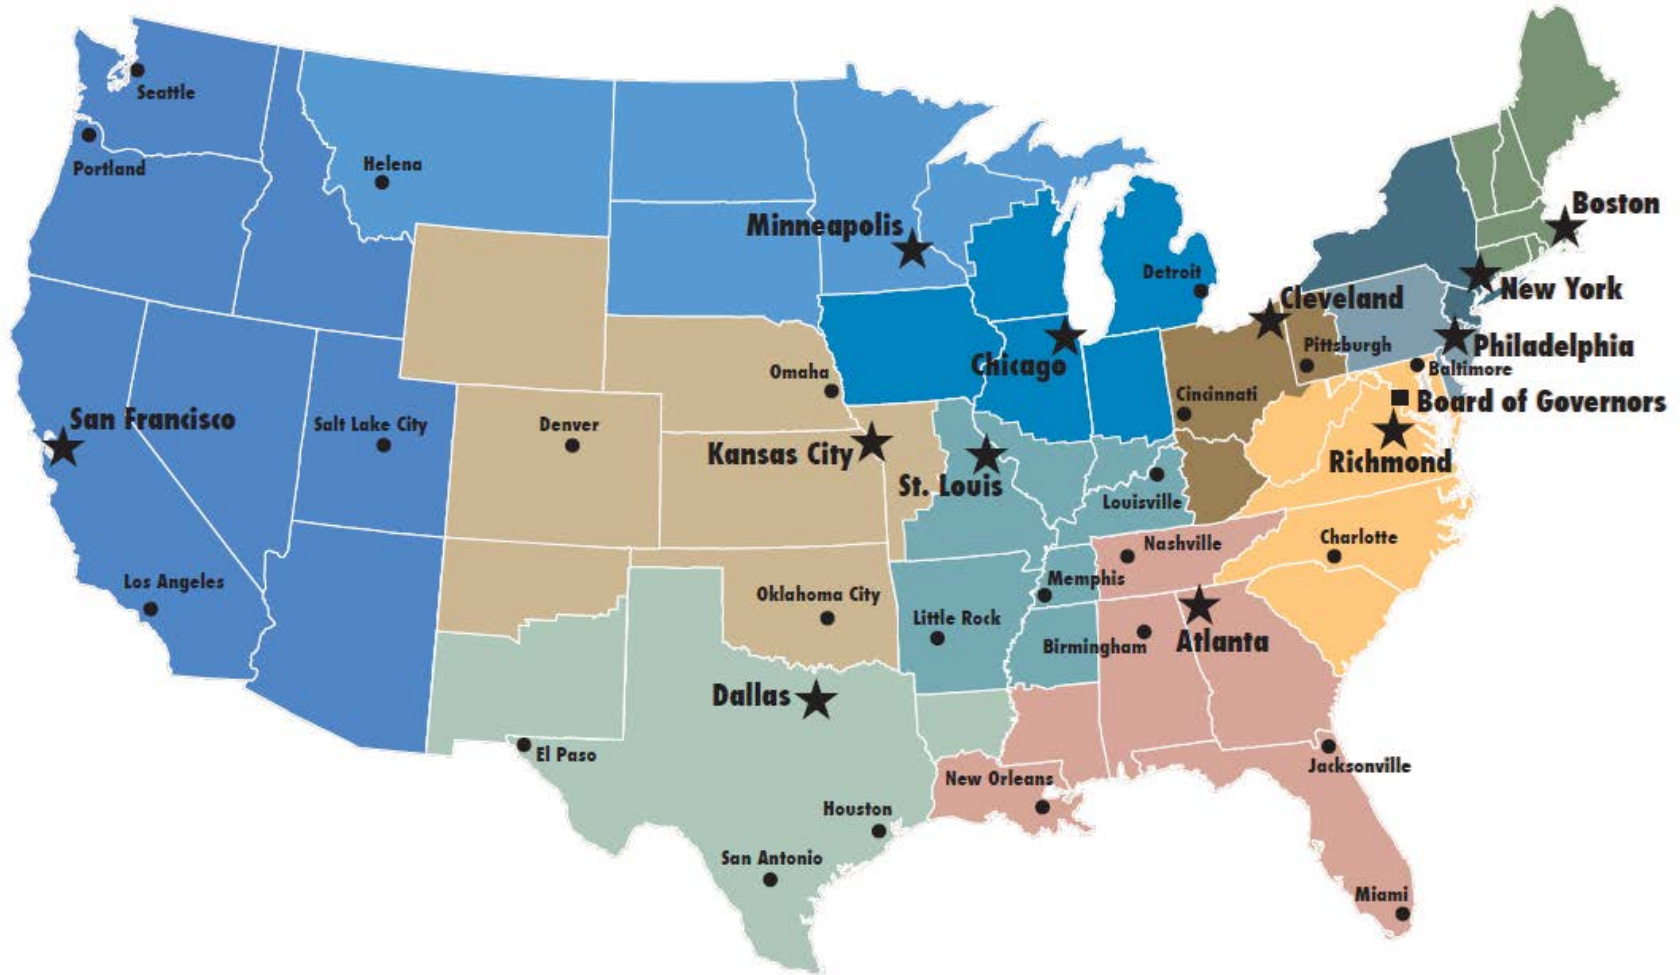 Seattle
Portland
Helena
Minneapolis
Boston
Detroit
New York
Cleveland
Philadelphia
Pittsburgh
Chicago
Baltimore
Omaha
Cincinnati
Board of Governors
San Francisco
Salt Lake City
Denver
Kansas City
Richmond
St. Louis
Louisville
Charlotte
Nashville
Los Angeles
Memphis
Oklahoma City
Little Rock
Birmingham
Atlanta
Dallas
El Paso
Jacksonville
New Orleans
Houston
San Antonio
Miami